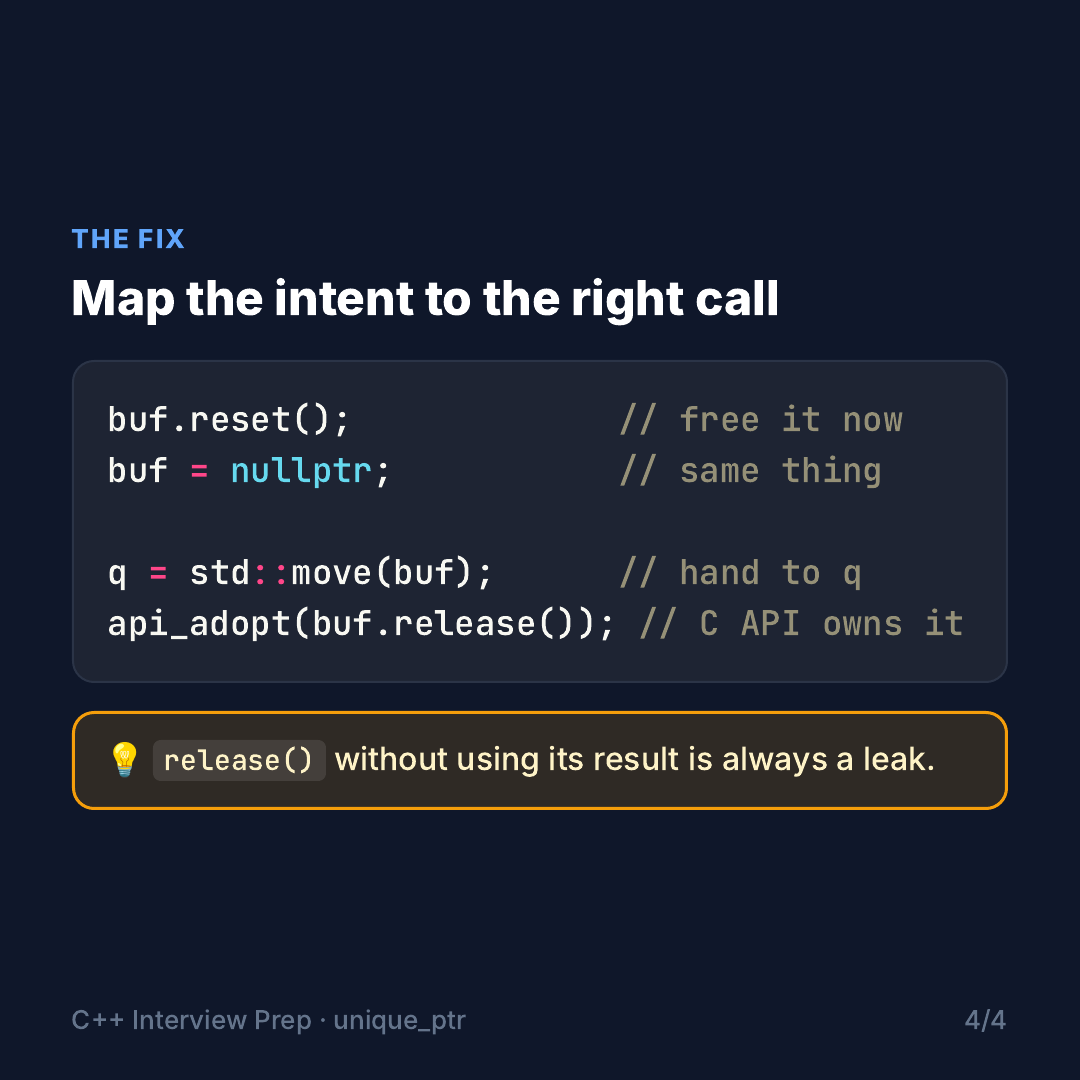 THE FIX
Map the intent to the right call
buf.reset();             // free it now
buf = nullptr;           // same thing
q = std::move(buf);      // hand to q
api_adopt(buf.release()); // C API owns it
💡 release() without using its result is always a leak.
C++ Interview Prep · unique_ptr
4/4